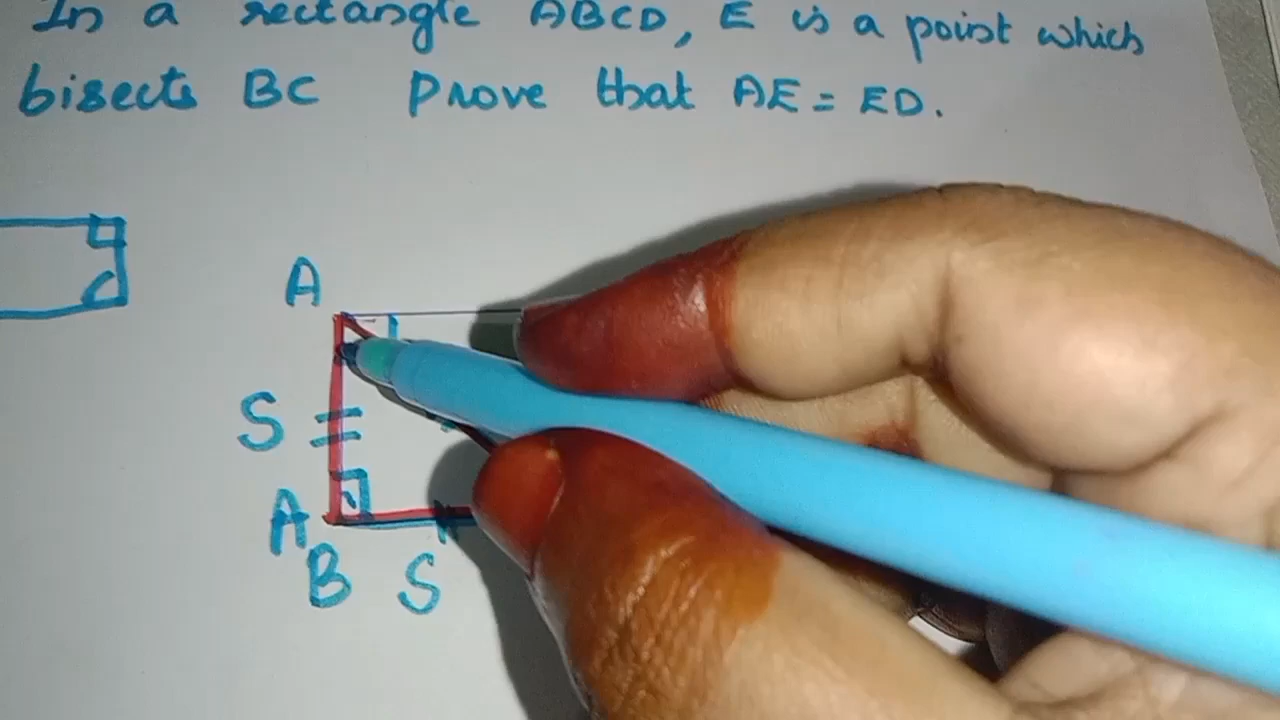 In a rectangle ABCD, E is a point which
bisects BC Prove that AE = ED.
A
S
A
B S